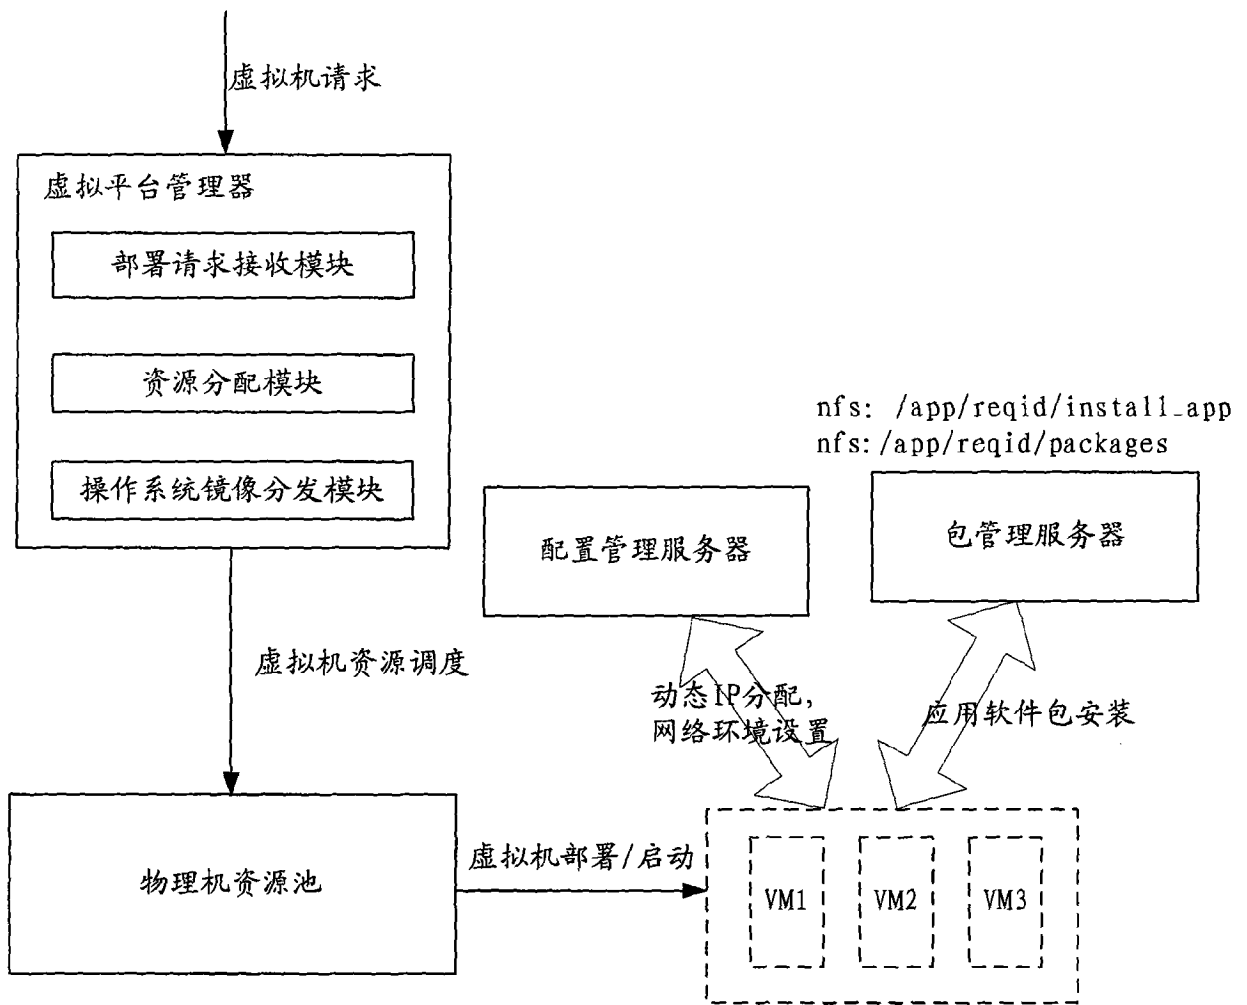 虚拟机请求
虚拟平台管理器
部署请求接收模块
资源分配模块
操作系统镜像分发模块
nfs: /app/reqid/install_app
nfs:/app/reqid/packages
配置管理服务器
包管理服务器
虚拟机资源调度
动态IP分配,
网络环境设置
应用软件包安装
物理机资源池
虚拟机部署/启动
VM1
VM2
VM3